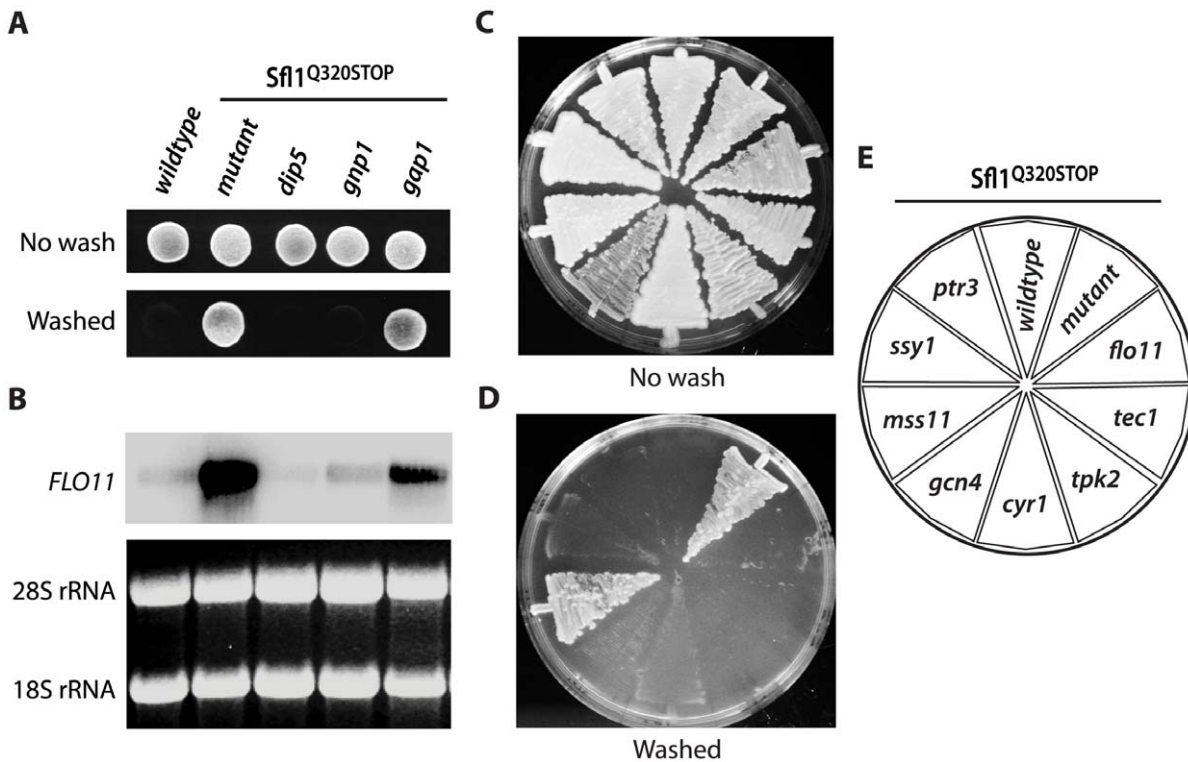 A
Sfl1Q320STOP
wildtype
mutant
dip5
gnp1
gap1
No wash
Washed
B
FLO11
28S rRNA
18S rRNA
C
No wash
D
Washed
E
Sfl1Q320STOP
wildtype
mutant
flo11
tec1
tpk2
cyr1
gcn4
mss11
ssy1
ptr3